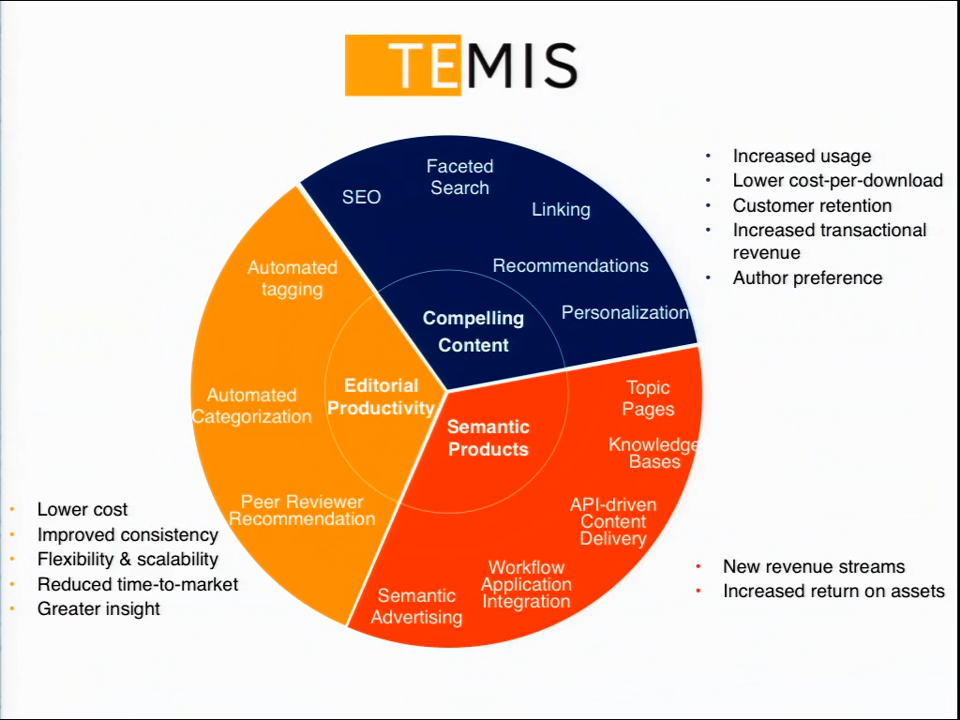 TEMIS
SEO
Faceted
Search
Linking
Recommendations
Personalization
Compelling
Content
Increased usage
Lower cost-per-download
Customer retention
Increased transactional
revenue
Author preference
Automated
tagging
Automated
Categorization
Peer Reviewer
Recommendation
Editorial
Productivity
Lower cost
Improved consistency
Flexibility & scalability
Reduced time-to-market
Greater insight
Semantic
Products
Topic
Pages
Knowledge
Bases
API-driven
Content
Delivery
Workflow
Application
Integration
Semantic
Advertising
New revenue streams
Increased return on assets